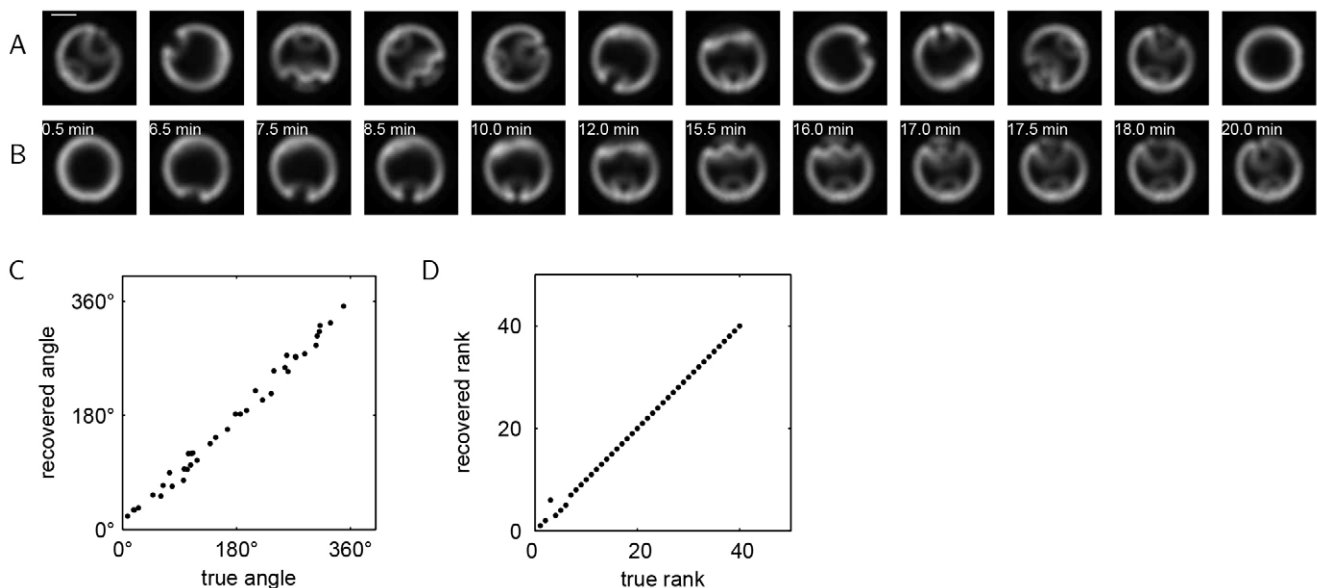 A
B
0.5 min 6.5 min 7.5 min 8.5 min 10.0 min 12.0 min 15.5 min 16.0 min 17.0 min 17.5 min 18.0 min 20.0 min
C
D
360°
180°
0°
recovered angle
0° 180° 360°
true angle
40
20
0
recovered rank
0 20 40
true rank